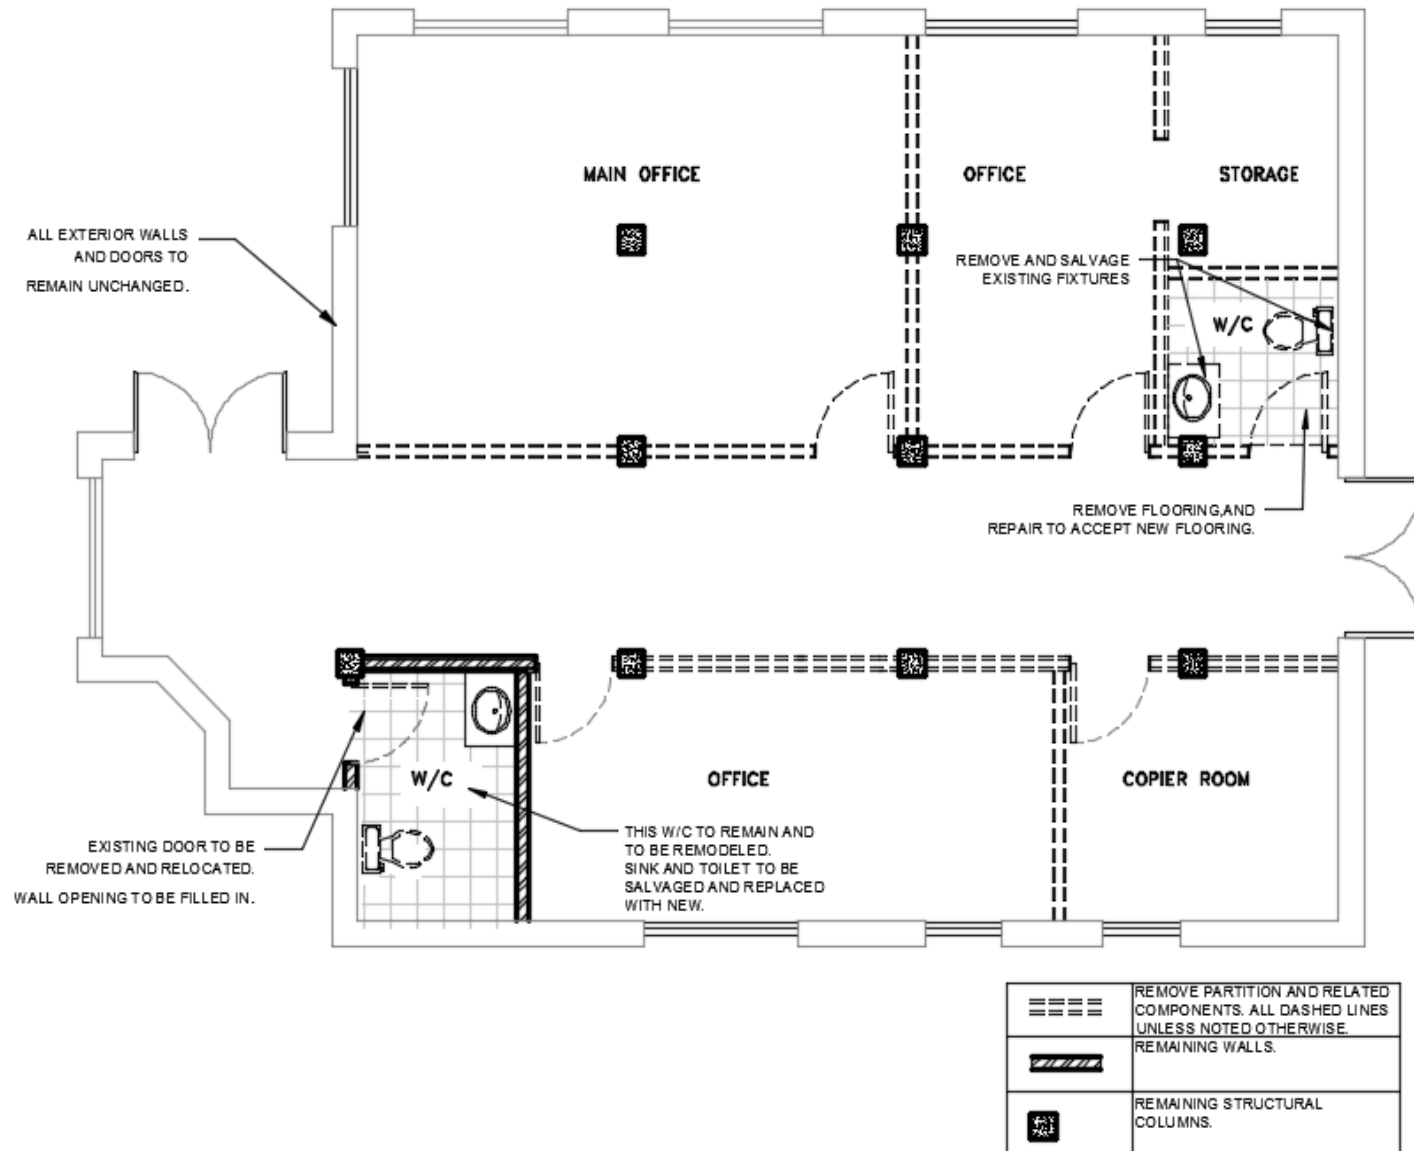 MAIN OFFICE
OFFICE
STORAGE
ALL EXTERIOR WALLS
AND DOORS TO
REMAIN UNCHANGED.
REMOVE AND SALVAGE
EXISTING FIXTURES
W/C
REMOVE FLOORING,AND
REPAIR TO ACCEPT NEW FLOORING.
W/C
OFFICE
COPIER ROOM
EXISTING DOOR TO BE
REMOVED AND RELOCATED.
WALL OPENING TO BE FILLED IN.
THIS W/C TO REMAIN AND
TO BE REMODELED.
SINK AND TOILET TO BE
SALVAGED AND REPLACED
WITH NEW.
REMOVE PARTITION AND RELATED
COMPONENTS. ALL DASHED LINES
UNLESS NOTED OTHERWISE.
REMAINING WALLS.
REMAINING STRUCTURAL
COLUMNS.